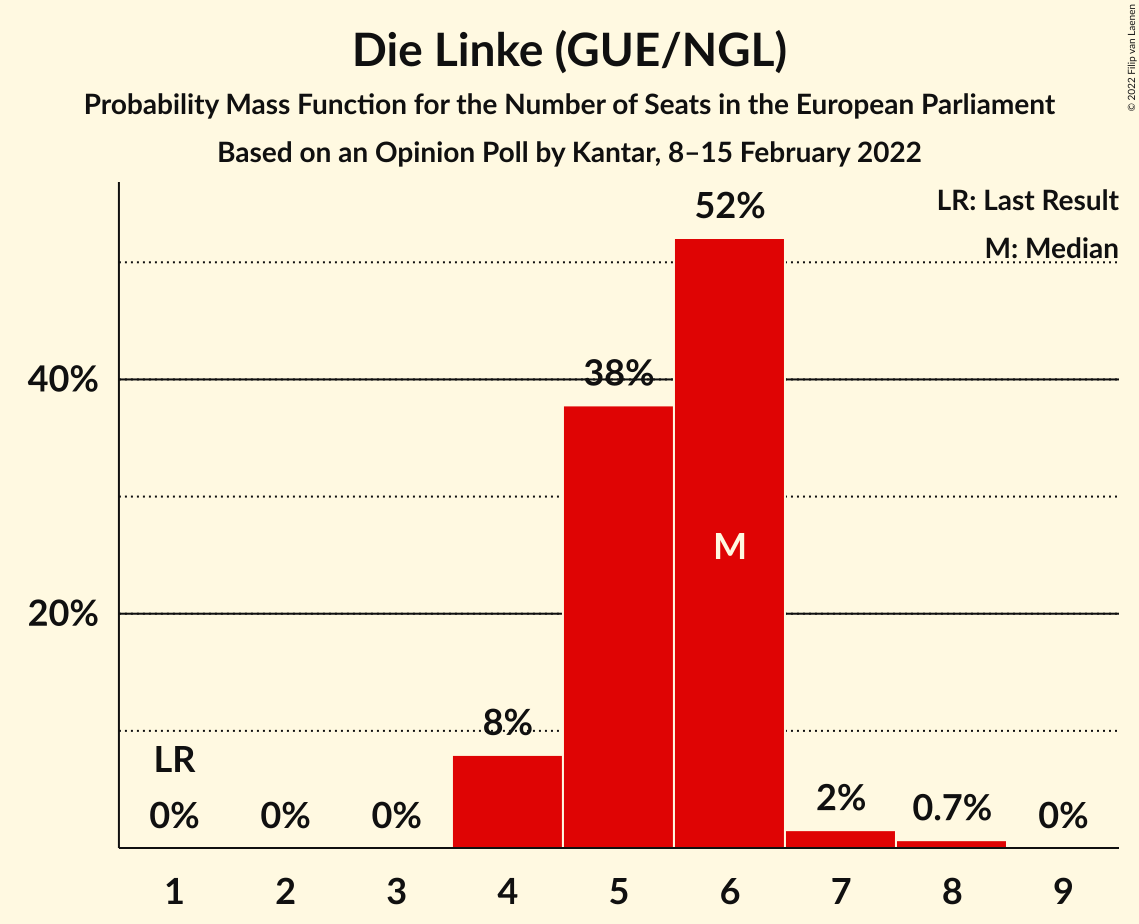 Die Linke (GUE/NGL)
Probability Mass Function for the Number of Seats in the European Parliament
Based on an Opinion Poll by Kantar, 8–15 February 2022
© 2022 Filip van Laenen
LR: Last Result
M: Median
52%
40%
38%
M
20%
8%
LR
0%
0%
0%
2%
0.7%
0%
1 2 3 4 5 6 7 8 9